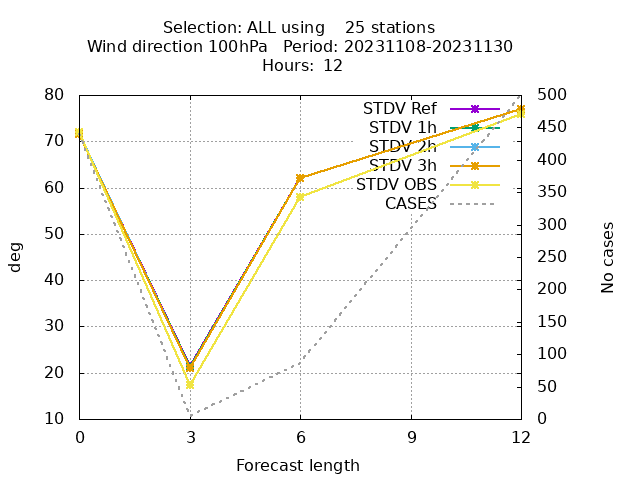 Selection: ALL using    25 stations
Wind direction 100hPa   Period: 20231108-20231130
Hours:  12
deg
No cases
80
70
60
50
40
30
20
10
500
450
400
350
300
250
200
150
100
50
0
STDV Ref
STDV 1h
STDV 2h
STDV 3h
STDV OBS
CASES
0 3 6 9 12
Forecast length